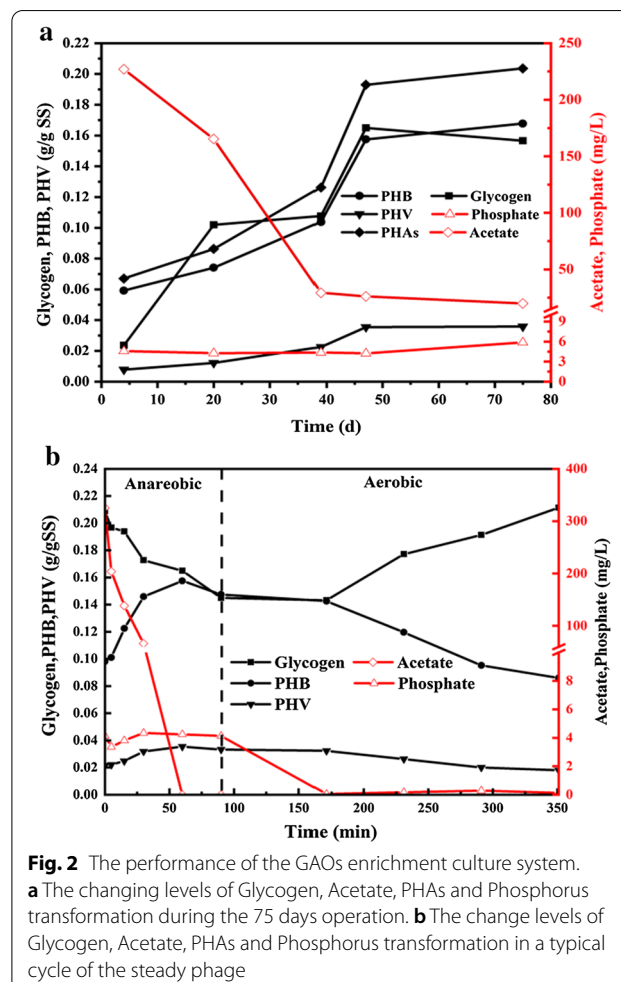 a
0.22
0.20
0.18
0.16
0.14
0.12
0.10
0.08
0.06
0.04
0.02
0.00
Glycogen, PHB, PHV (g/g SS)
PHB Glycogen
PHV Phosphate
PHAs Acetate
250
200
150
100
50
9
6
3
0
Acetate, Phosphate (mg/L)
0 10 20 30 40 50 60 70 80
Time (d)
b
0.24
0.22
0.20
0.18
0.16
0.14
0.12
0.10
0.08
0.06
0.04
0.02
0.00
Glycogen,PHB,PHV (g/gSS)
Anareobic Aerobic
Glycogen Acetate
PHB Phosphate
PHV
400
300
200
100
8
6
4
2
0
Acetate,Phosphate (mg/L)
0 50 100 150 200 250 300 350
Time (min)
Fig. 2 The performance of the GAOs enrichment culture system.
a The changing levels of Glycogen, Acetate, PHAs and Phosphorus
transformation during the 75 days operation. b The change levels of
Glycogen, Acetate, PHAs and Phosphorus transformation in a typical
cycle of the steady phage